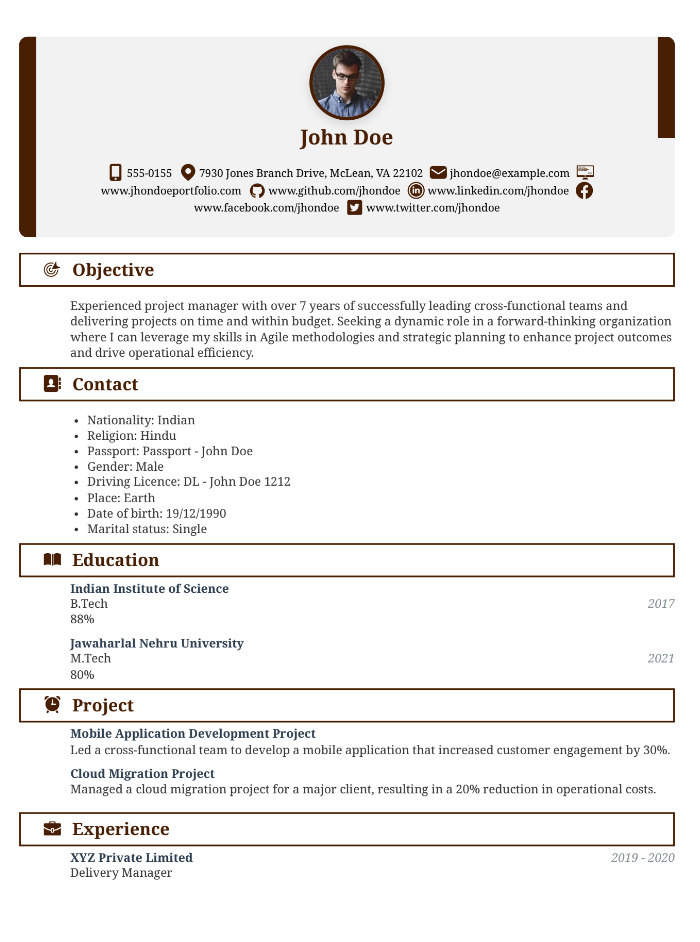 John Doe
555-0155 7930 Jones Branch Drive, McLean, VA 22102 jhondoe@example.com
www.jhondoeportfolio.com www.github.com/jhondoe www.linkedin.com/jhondoe
www.facebook.com/jhondoe www.twitter.com/jhondoe
Objective
Experienced project manager with over 7 years of successfully leading cross-functional teams and
delivering projects on time and within budget. Seeking a dynamic role in a forward-thinking organization
where I can leverage my skills in Agile methodologies and strategic planning to enhance project outcomes
and drive operational efficiency.
Contact
• Nationality: Indian
• Religion: Hindu
• Passport: Passport - John Doe
• Gender: Male
• Driving Licence: DL - John Doe 1212
• Place: Earth
• Date of birth: 19/12/1990
• Marital status: Single
Education
Indian Institute of Science
B.Tech 2017
88%
Jawaharlal Nehru University
M.Tech 2021
80%
Project
Mobile Application Development Project
Led a cross-functional team to develop a mobile application that increased customer engagement by 30%.
Cloud Migration Project
Managed a cloud migration project for a major client, resulting in a 20% reduction in operational costs.
Experience
XYZ Private Limited 2019 - 2020
Delivery Manager